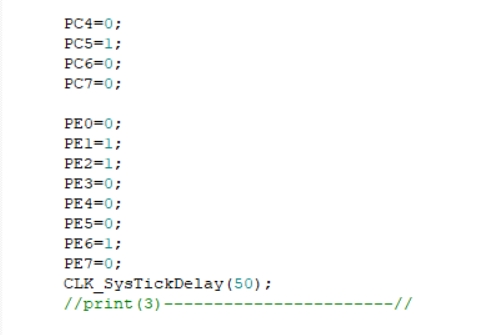 PC4=0;
PC5=1;
PC6=0;
PC7=0;
PE0=0;
PE1=1;
PE2=1;
PE3=0;
PE4=0;
PE5=0;
PE6=1;
PE7=0;
CLK_SysTickDelay(50);
//print(3)-----------------------//